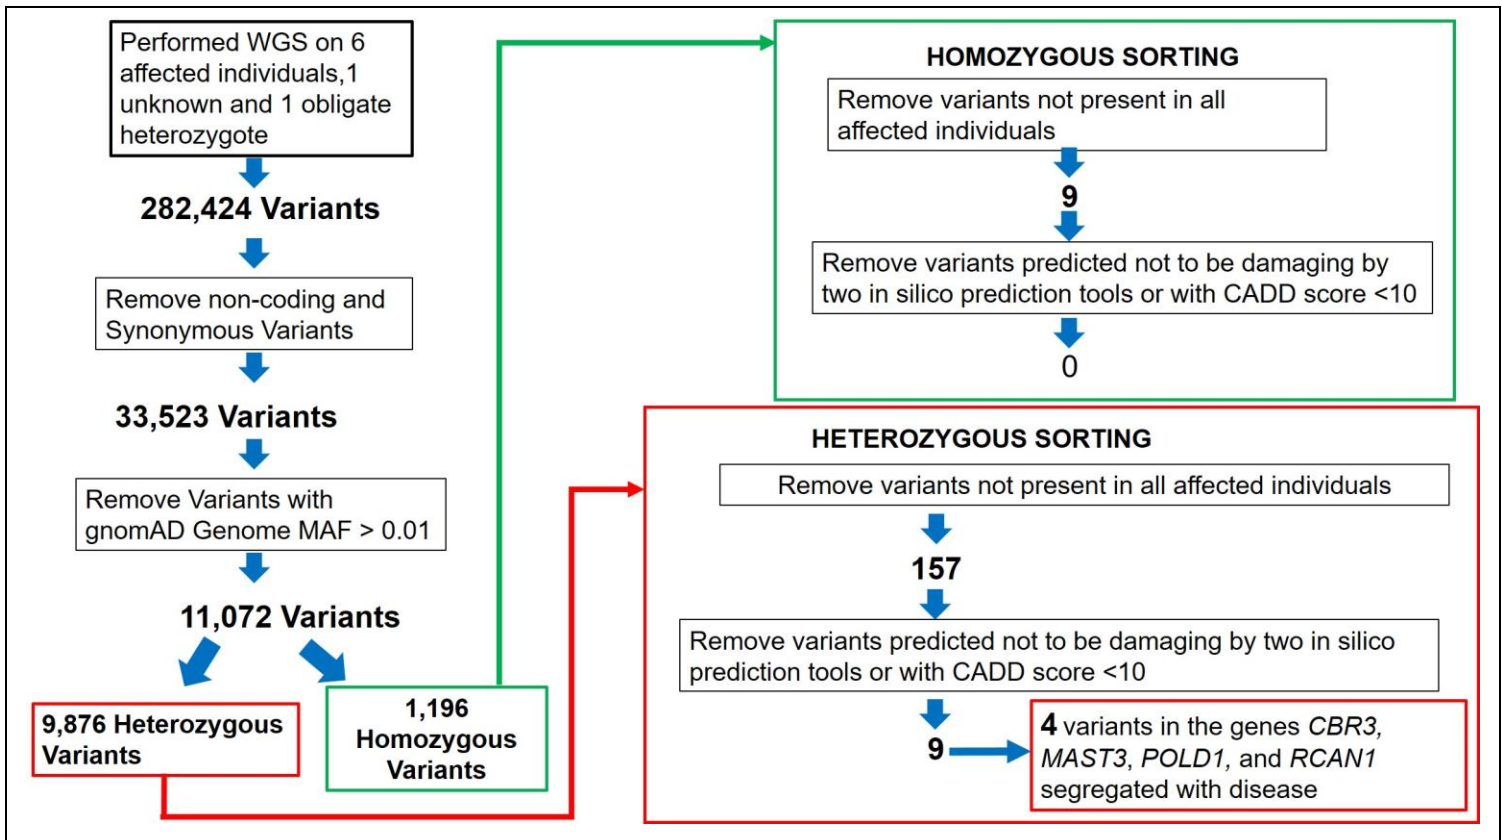 Performed WGS on 6
affected individuals,1
unknown and 1 obligate
heterozygote
282,424 Variants
Remove non-coding and
Synonymous Variants
33,523 Variants
Remove Variants with
gnomAD Genome MAF > 0.01
11,072 Variants
9,876 Heterozygous
Variants
1,196
Homozygous
Variants
HOMOZYGOUS SORTING
Remove variants not present in all
affected individuals
9
Remove variants predicted not to be damaging by
two in silico prediction tools or with CADD score <10
0
HETEROZYGOUS SORTING
Remove variants not present in all affected individuals
157
Remove variants predicted not to be damaging by two in silico
prediction tools or with CADD score <10
9
4 variants in the genes CBR3,
MAST3, POLD1, and RCAN1
segregated with disease